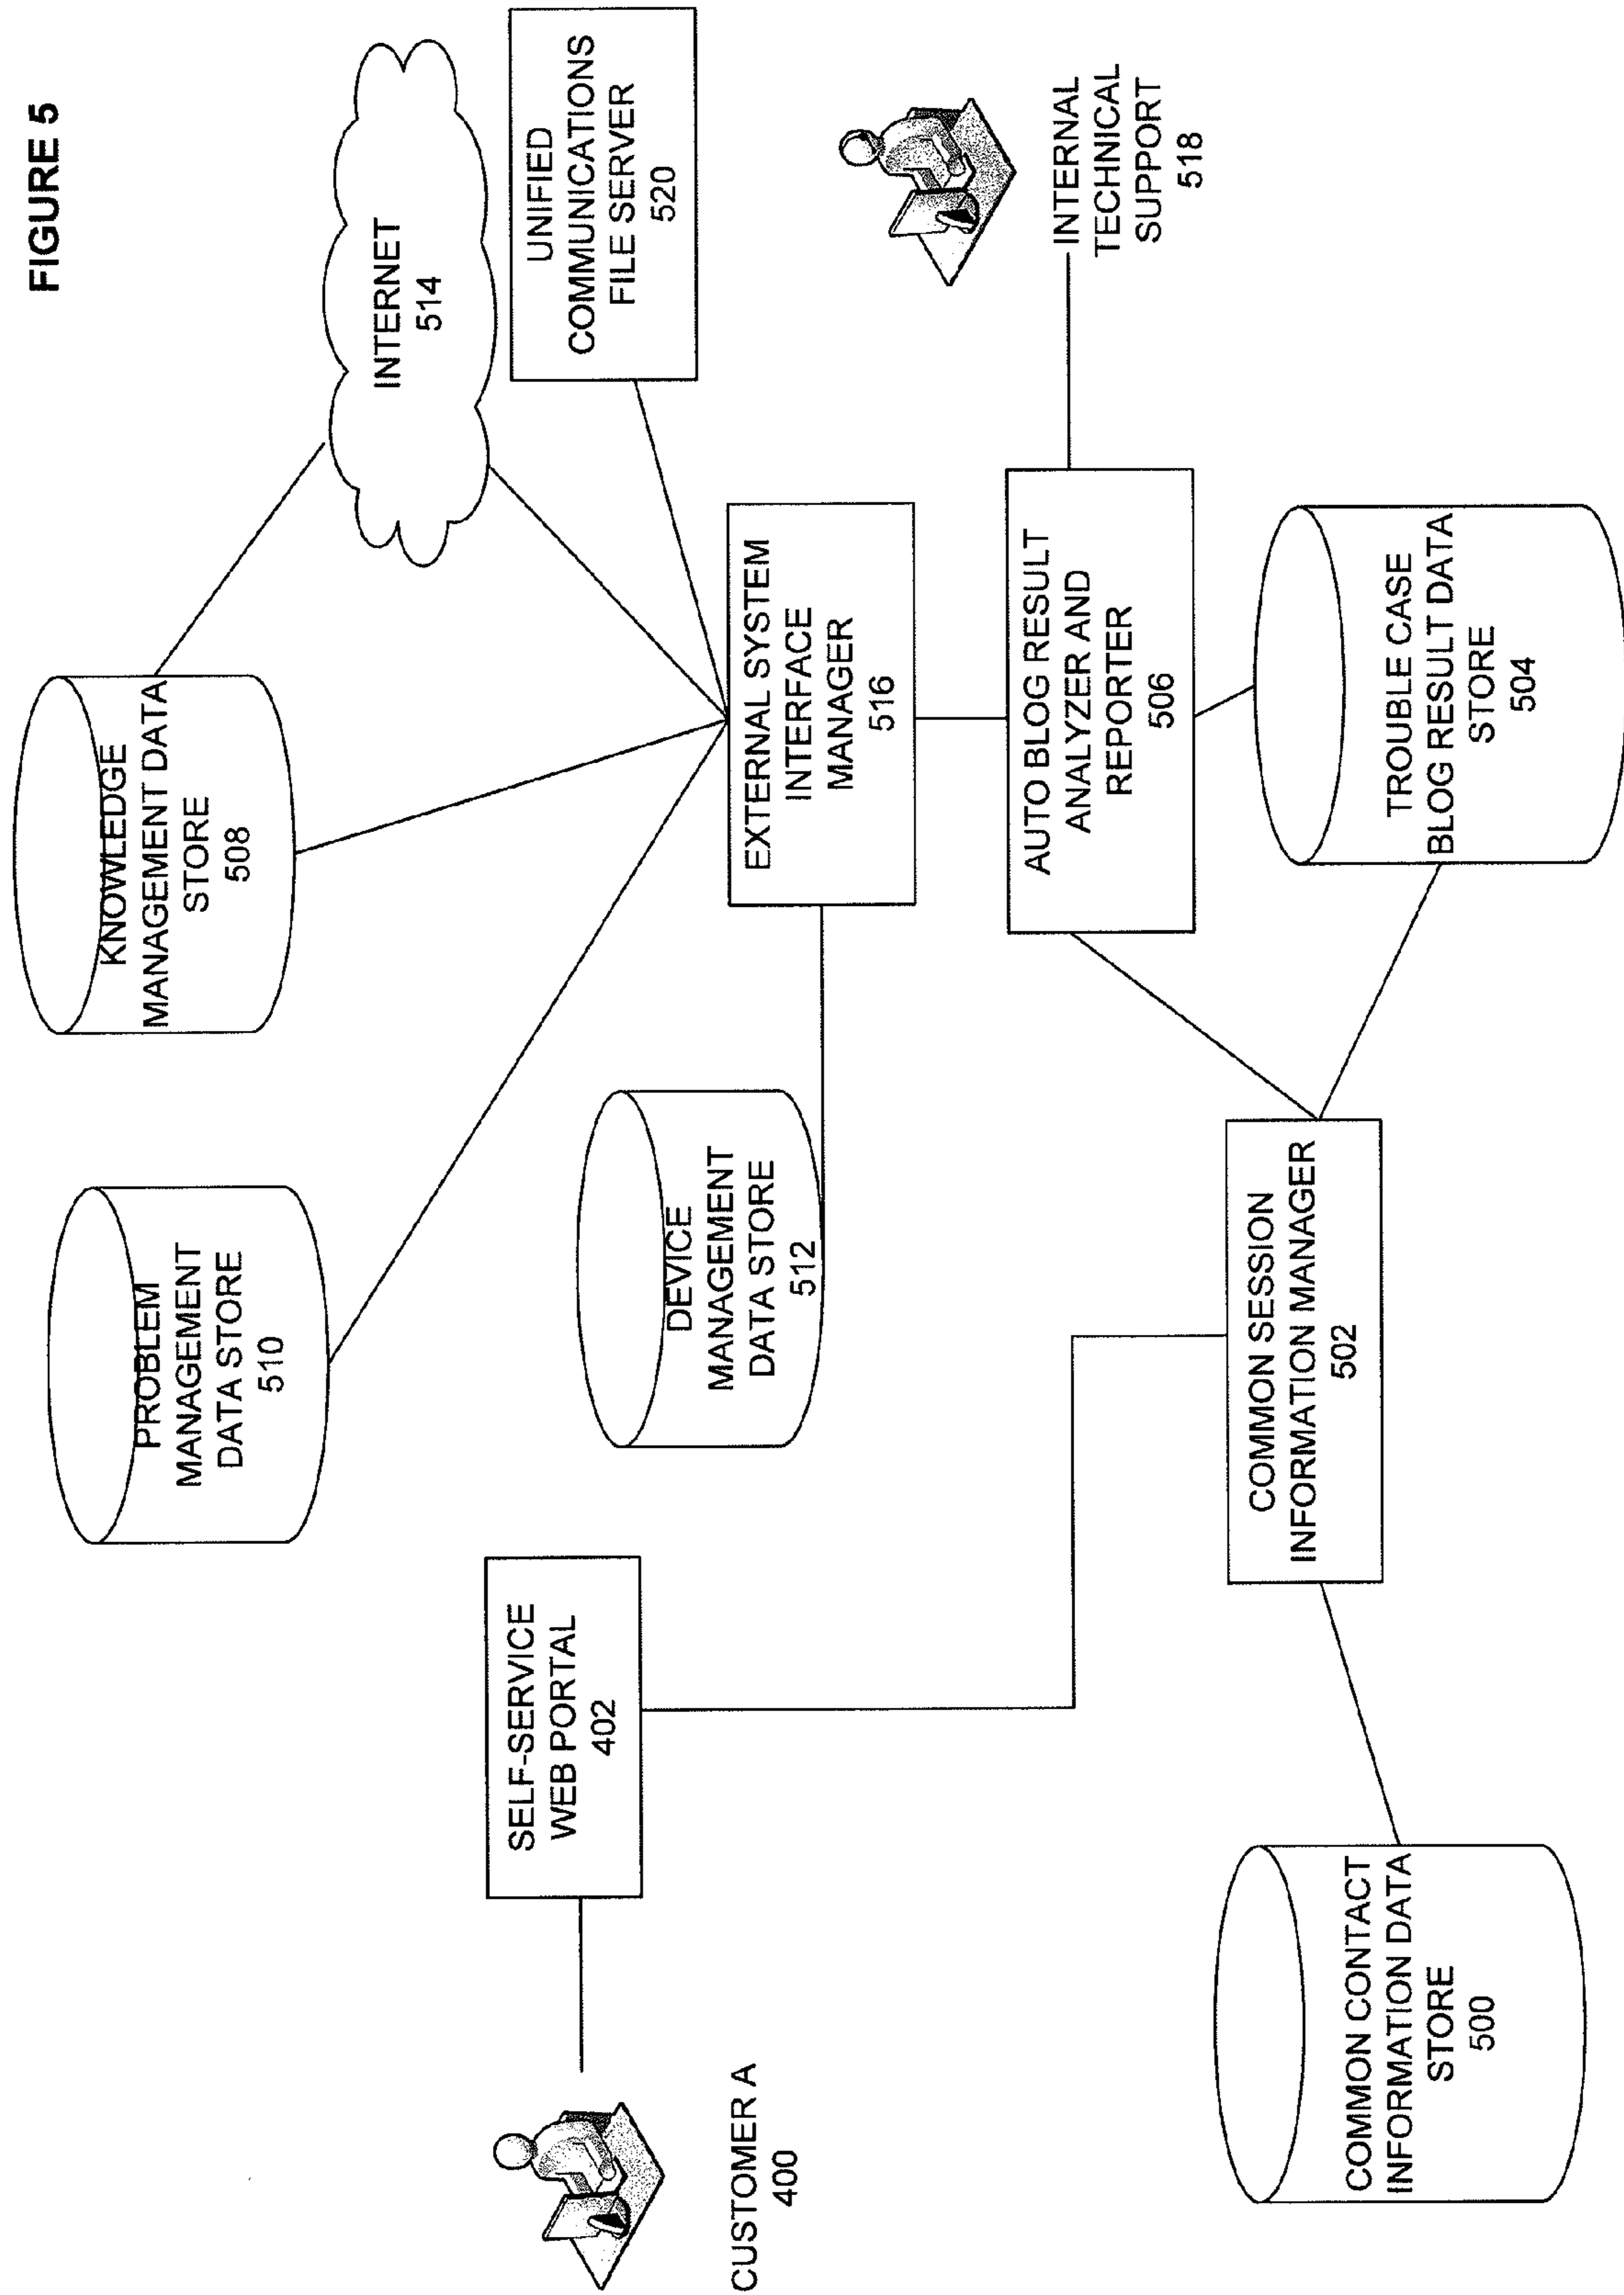 FIGURE 5
KNOWLEDGE
MANAGEMENT DATA
STORE
508
PROBLEM
MANAGEMENT
DATA STORE
510
INTERNET
514
UNIFIED
COMMUNICATIONS
FILE SERVER
520
SELF-SERVICE
WEB PORTAL
402
DEVICE
MANAGEMENT
DATA STORE
512
EXTERNAL SYSTEM
INTERFACE
MANAGER
516
CUSTOMER A
400
AUTO BLOG RESULT
ANALYZER AND
REPORTER
506
INTERNAL
TECHNICAL
SUPPORT
518
COMMON SESSION
INFORMATION MANAGER
502
COMMON CONTACT
INFORMATION DATA
STORE
500
TROUBLE CASE
BLOG RESULT DATA
STORE
504